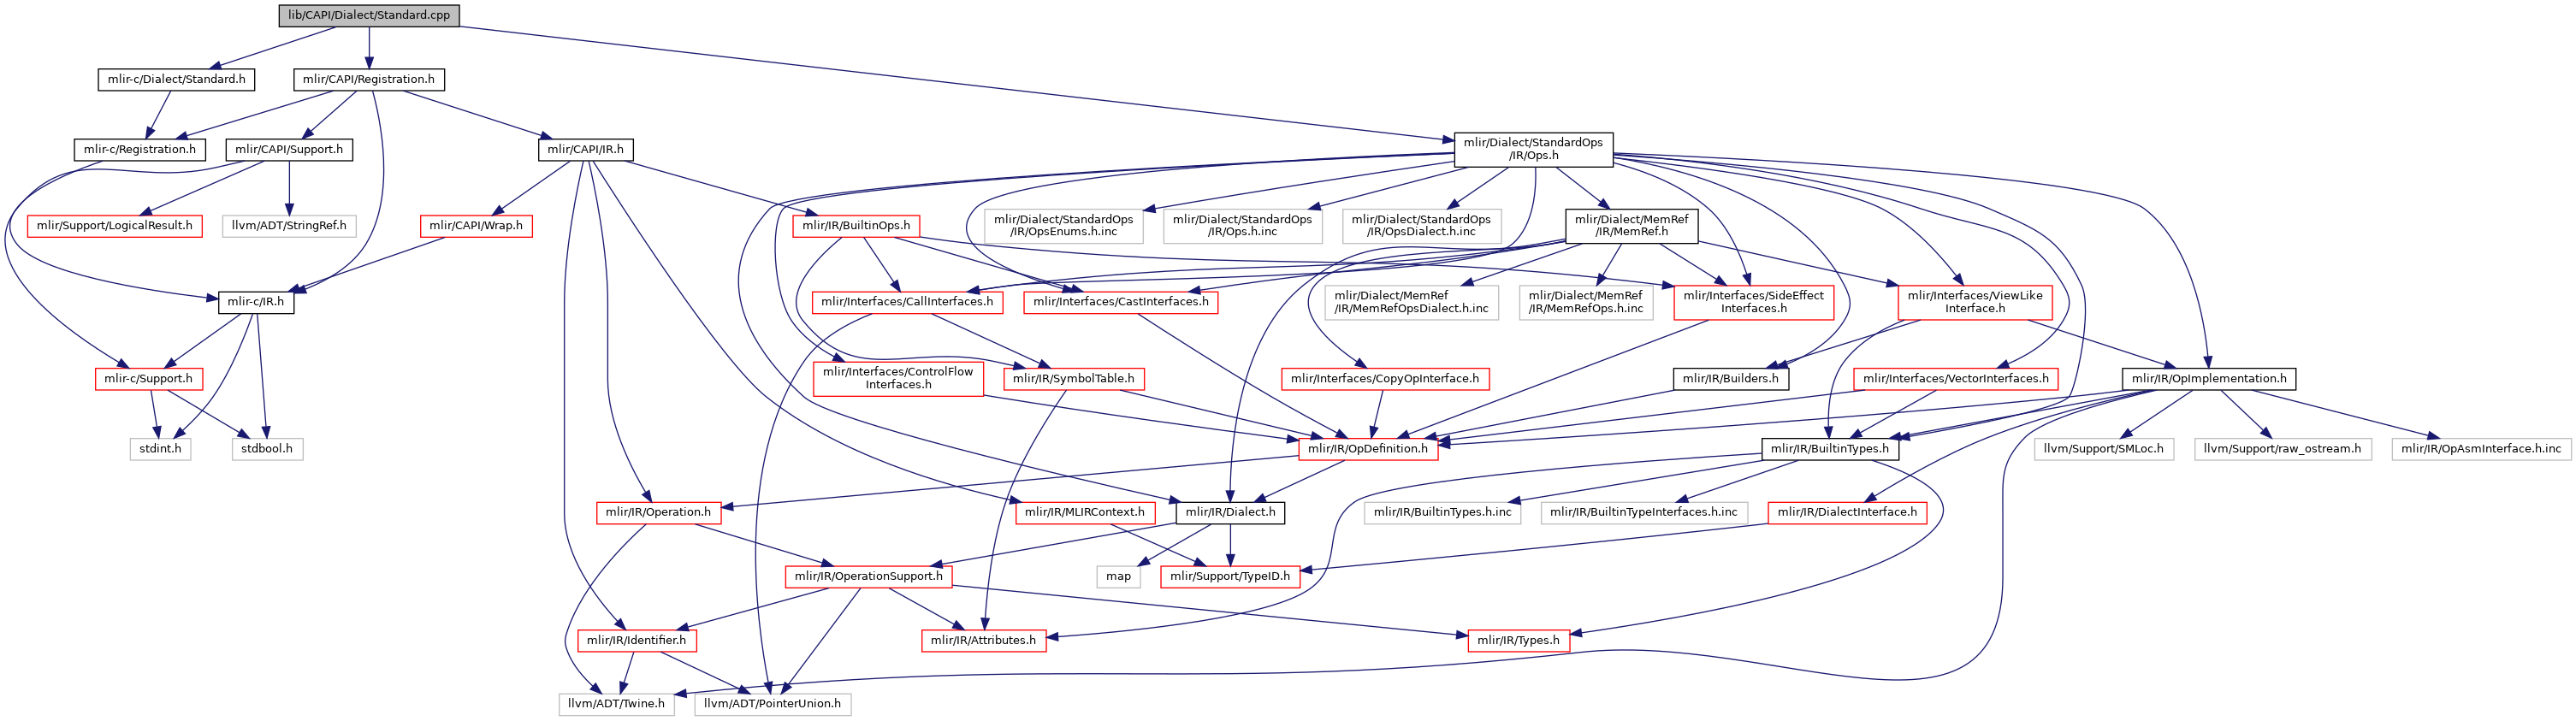 lib/CAPI/Dialect/Standard.cpp
mlir-c/Dialect/Standard.h
mlir/CAPI/Registration.h
mlir-c/Registration.h
mlir/CAPI/Support.h
mlir/CAPI/IR.h
mlir/Dialect/StandardOps
/IR/Ops.h
mlir/Support/LogicalResult.h
llvm/ADT/StringRef.h
mlir/CAPI/Wrap.h
mlir/IR/BuiltinOps.h
mlir/Dialect/StandardOps
/IR/OpsEnums.h.inc
mlir/Dialect/StandardOps
/IR/Ops.h.inc
mlir/Dialect/StandardOps
/IR/OpsDialect.h.inc
mlir/Dialect/MemRef
/IR/MemRef.h
mlir-c/IR.h
mlir/Interfaces/CallInterfaces.h
mlir/Interfaces/CastInterfaces.h
mlir/Dialect/MemRef
/IR/MemRefOpsDialect.h.inc
mlir/Dialect/MemRef
/IR/MemRefOps.h.inc
mlir/Interfaces/SideEffect
Interfaces.h
mlir/Interfaces/ViewLike
Interface.h
mlir-c/Support.h
mlir/Interfaces/ControlFlow
Interfaces.h
mlir/IR/SymbolTable.h
mlir/Interfaces/CopyOpInterface.h
mlir/IR/Builders.h
mlir/Interfaces/VectorInterfaces.h
mlir/IR/OpImplementation.h
stdint.h
stdbool.h
mlir/IR/OpDefinition.h
mlir/IR/BuiltinTypes.h
llvm/Support/SMLoc.h
llvm/Support/raw_ostream.h
mlir/IR/OpAsmInterface.h.inc
mlir/IR/Operation.h
mlir/IR/MLIRContext.h
mlir/IR/Dialect.h
mlir/IR/BuiltinTypes.h.inc
mlir/IR/BuiltinTypeInterfaces.h.inc
mlir/IR/DialectInterface.h
mlir/IR/OperationSupport.h
map
mlir/Support/TypeID.h
mlir/IR/Identifier.h
mlir/IR/Attributes.h
mlir/IR/Types.h
llvm/ADT/Twine.h
llvm/ADT/PointerUnion.h